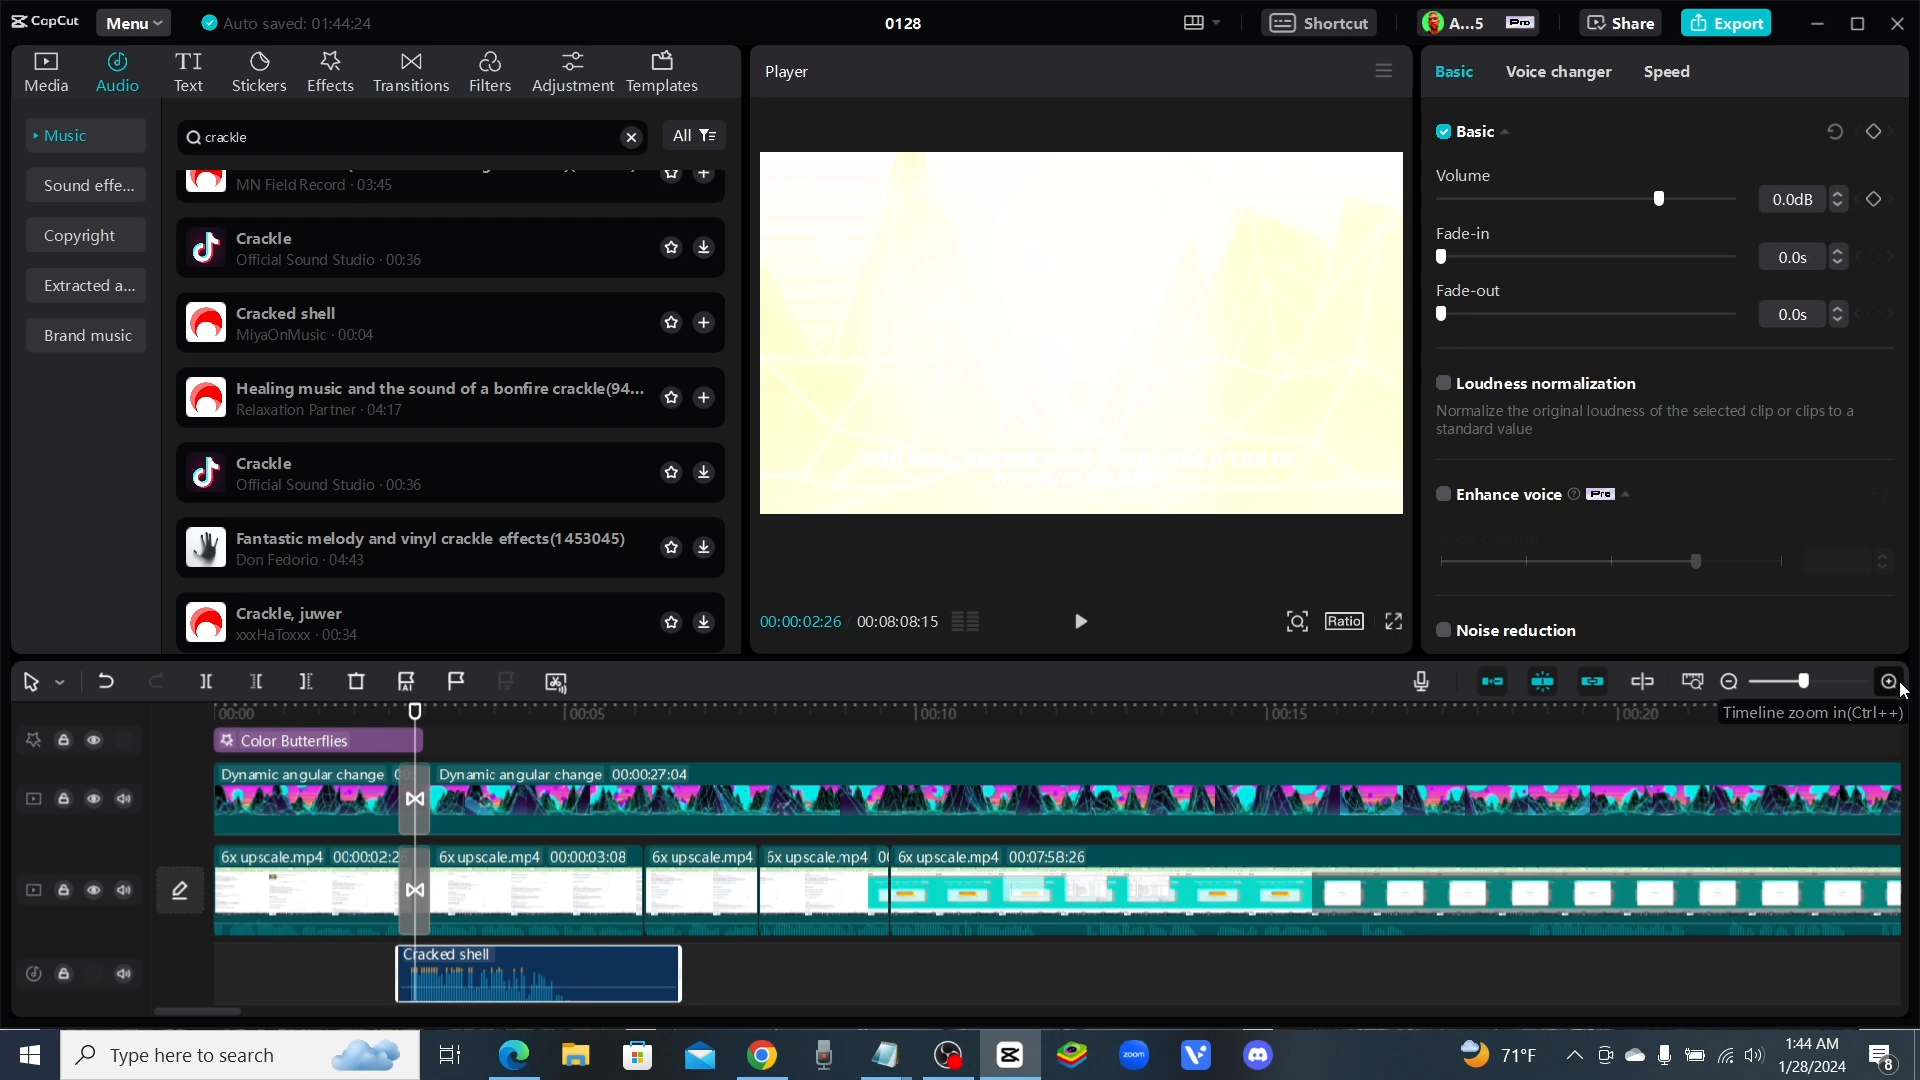 CapCut
Menu
Auto saved: 01:44:24
0128
Shortcut
A...5
Pro
Share
Export
Media
Audio
Text
Stickers
Effects
Transitions
Filters
Adjustment
Templates
Player
Basic
Voice changer
Speed
Music
Sound effe...
Copyright
Extracted a...
Brand music
crackle
All
MN Field Record · 03:45
Crackle
Official Sound Studio · 00:36
Cracked shell
MiyaOnMusic · 00:04
Healing music and the sound of a bonfire crackle(94...
Relaxation Partner · 04:17
Crackle
Official Sound Studio · 00:36
Fantastic melody and vinyl crackle effects(1453045)
Don Fedorio · 04:43
Crackle, juwer
xxxHaToxxx · 00:34
00:00:02:26
00:08:08:15
Ratio
Basic
Volume
0.0dB
Fade-in
0.0s
Fade-out
0.0s
Loudness normalization
Normalize the original loudness of the selected clip or clips to a
standard value
Enhance voice
Pro
Noise reduction
Timeline zoom in(Ctrl++)
00:00
00:05
00:10
00:15
00:20
Color Butterflies
Dynamic angular change
Dynamic angular change 00:00:27:04
6x upscale.mp4 00:00:02:2
6x upscale.mp4 00:00:03:08
6x upscale.mp4
6x upscale.mp4
6x upscale.mp4 00:07:58:26
Cracked shell
Type here to search
zoom
71°F
1:44 AM
1/28/2024
8